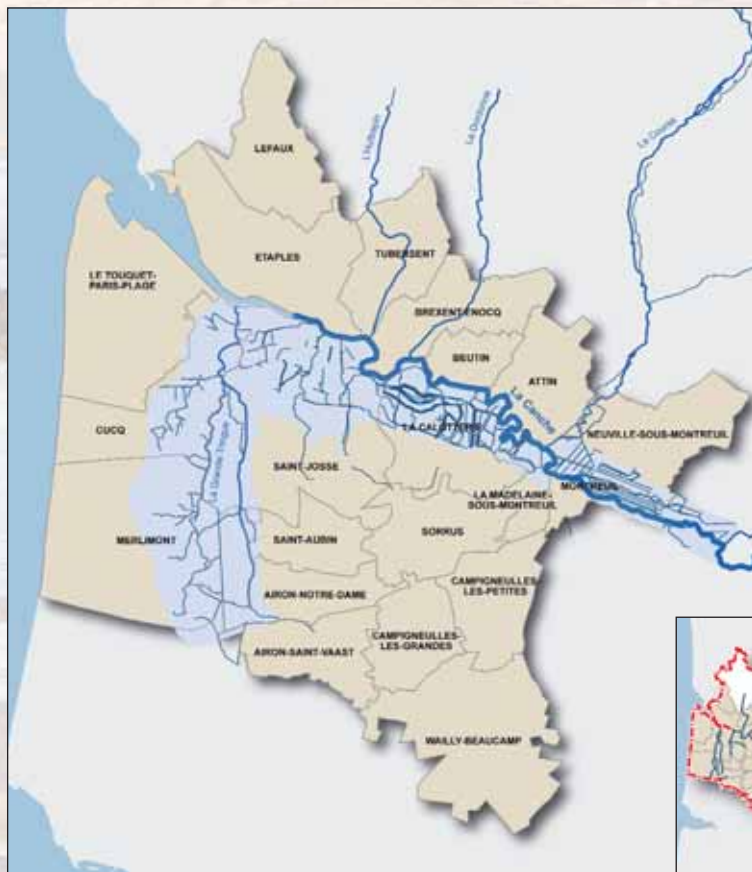 LEFAUX
L'Huitrepin
La Dordonne
La Course
ETAPLES
TUBERSENT
LE TOUQUET-
PARIS-PLAGE
BREXENT-ENOCQ
BEUTIN
ATTIN
La Canche
CUCQ
La Grande Tringue
LA CALOTTERIE
NEUVILLE-SOUS-MONTREUIL
SAINT-JOSSE
LA MADELAINE-
SOUS-MONTREUIL
MONTREUIL
MERLIMONT
SAINT-AUBIN
SORRUS
AIRON-NOTRE-DAME
CAMPIGNEULLES-
LES-PETITES
AIRON-SAINT-VAAST
CAMPIGNEULLES-
LES-GRANDES
WAILLY-BEAUCAMP